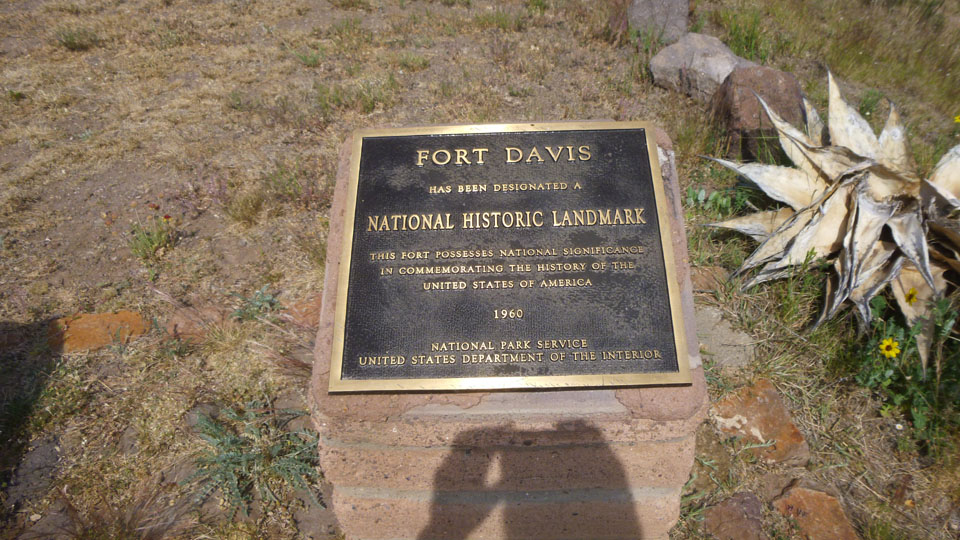 FORT DAVIS
HAS BEEN DESIGNATED A
NATIONAL HISTORIC LANDMARK
THIS FORT POSSESSES NATIONAL SIGNIFICANCE
IN COMMEMORATING THE HISTORY OF THE
UNITED STATES OF AMERICA
1960
NATIONAL PARK SERVICE
UNITED STATES DEPARTMENT OF THE INTERIOR